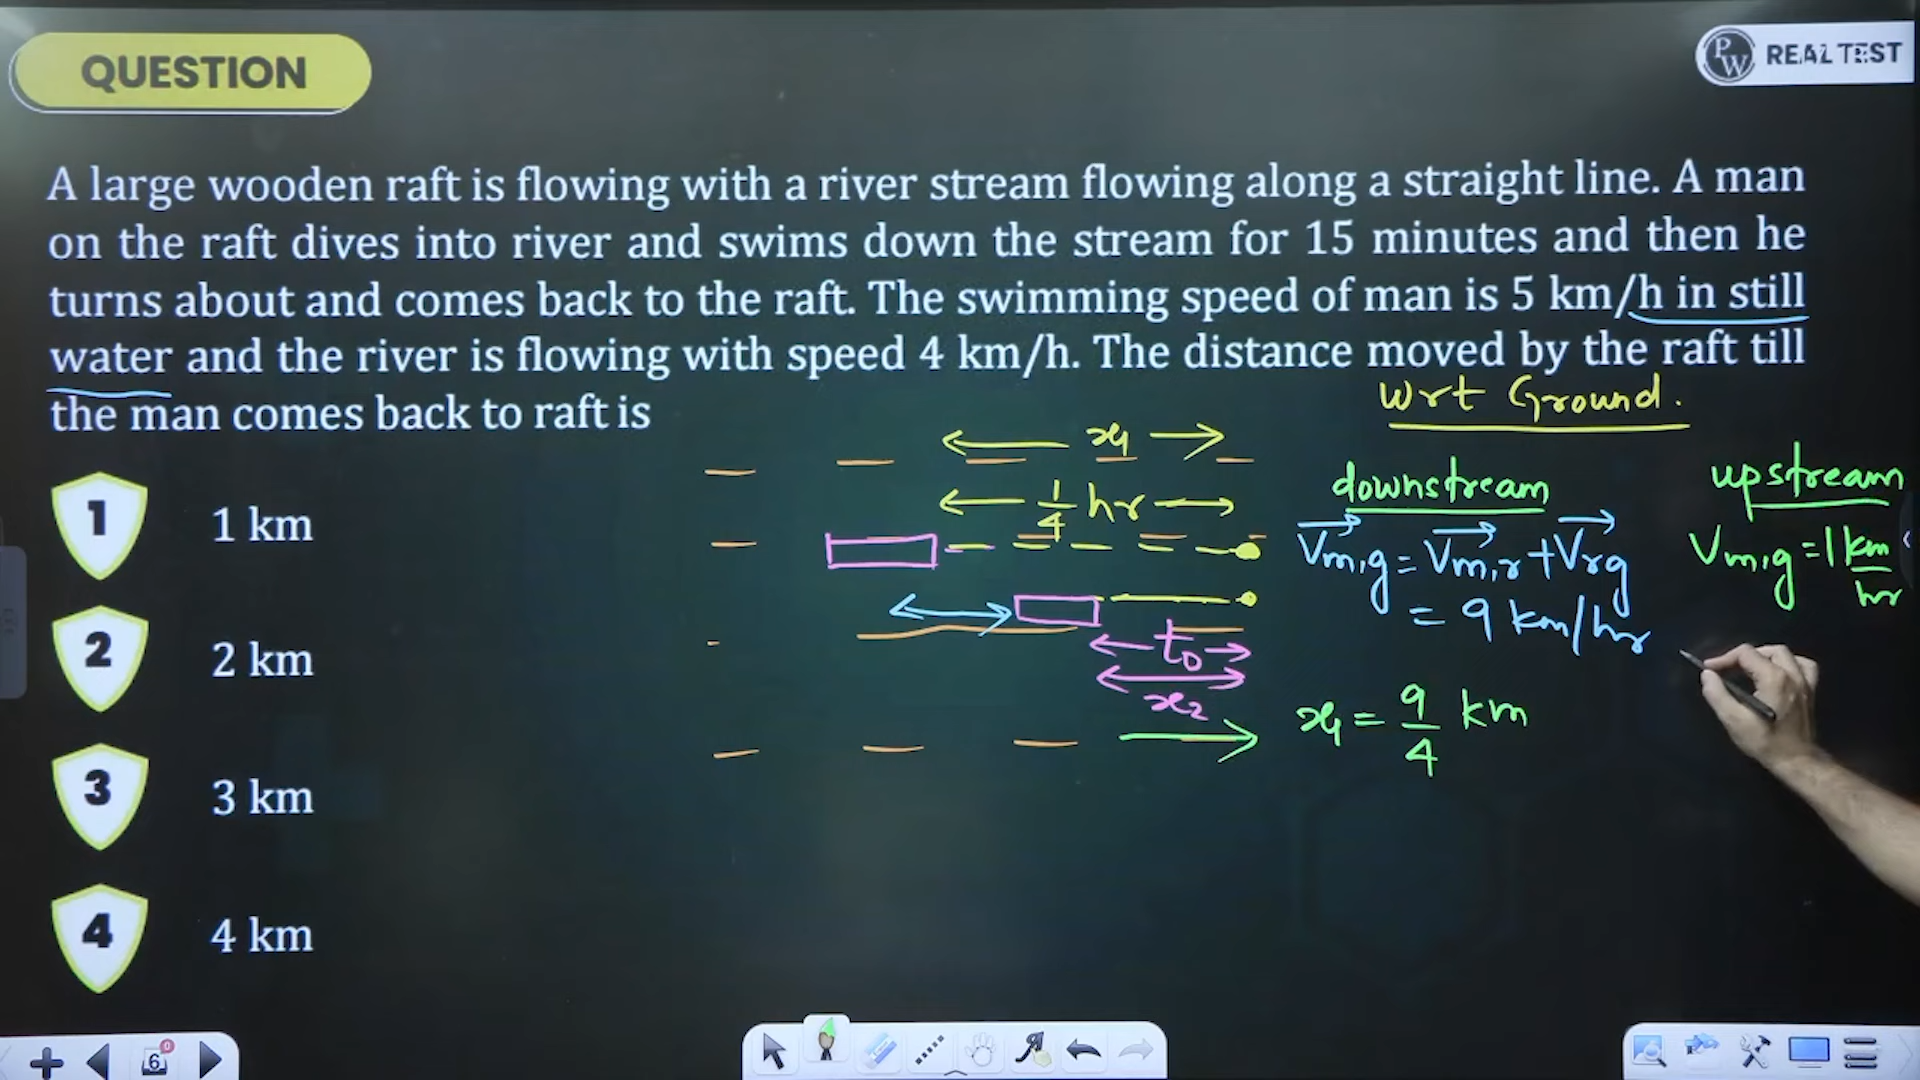 QUESTION
PW REAL TEST
A large wooden raft is flowing with a river stream flowing along a straight line. A man
on the raft dives into river and swims down the stream for 15 minutes and then he
turns about and comes back to the raft. The swimming speed of man is 5 km/h in still
water and the river is flowing with speed 4 km/h. The distance moved by the raft till
the man comes back to raft is
Wrt Ground.
x₁
1/4 hr
downstream
upstream
Vm,g = Vm,r + Vrg
= 9 km/hr
Vm,g = 1 km/hr
t₀
x₂
x₁ = 9/4 km
1 1 km
2 2 km
3 3 km
4 4 km
6
0